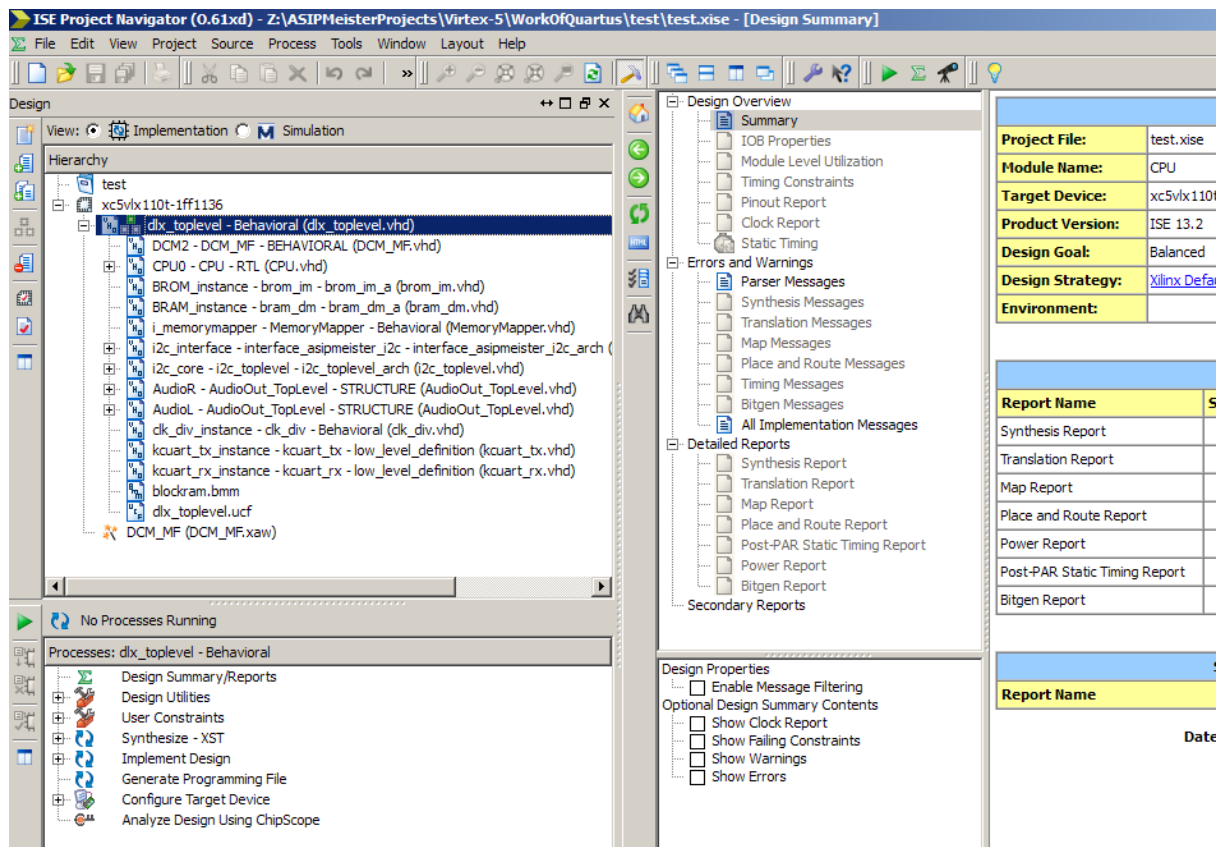 ISE Project Navigator (O.61xd) - Z:\ASIPMeisterProjects\Virtex-5\WorkOfQuartus\test\test.xise - [Design Summary]
File Edit View Project Source Process Tools Window Layout Help
Design
View: Implementation Simulation
Hierarchy
test
xc5vlx110t-1ff1136
dlx_toplevel - Behavioral (dlx_toplevel.vhd)
DCM2 - DCM_MF - BEHAVIORAL (DCM_MF.vhd)
CPU0 - CPU - RTL (CPU.vhd)
BROM_instance - brom_im - brom_im_a (brom_im.vhd)
BRAM_instance - bram_dm - bram_dm_a (bram_dm.vhd)
i_memorymapper - MemoryMapper - Behavioral (MemoryMapper.vhd)
i2c_interface - interface_asipmeister_i2c - interface_asipmeister_i2c_arch (
i2c_core - i2c_toplevel - i2c_toplevel_arch (i2c_toplevel.vhd)
AudioR - AudioOut_TopLevel - STRUCTURE (AudioOut_TopLevel.vhd)
AudioL - AudioOut_TopLevel - STRUCTURE (AudioOut_TopLevel.vhd)
clk_div_instance - clk_div - Behavioral (clk_div.vhd)
kcuart_tx_instance - kcuart_tx - low_level_definition (kcuart_tx.vhd)
kcuart_rx_instance - kcuart_rx - low_level_definition (kcuart_rx.vhd)
blockram.bmm
dlx_toplevel.ucf
DCM_MF (DCM_MF.xaw)
No Processes Running
Processes: dlx_toplevel - Behavioral
Design Summary/Reports
Design Utilities
User Constraints
Synthesize - XST
Implement Design
Generate Programming File
Configure Target Device
Analyze Design Using ChipScope
Design Overview
Summary
IOB Properties
Module Level Utilization
Timing Constraints
Pinout Report
Clock Report
Static Timing
Errors and Warnings
Parser Messages
Synthesis Messages
Translation Messages
Map Messages
Place and Route Messages
Timing Messages
Bitgen Messages
All Implementation Messages
Detailed Reports
Synthesis Report
Translation Report
Map Report
Place and Route Report
Post-PAR Static Timing Report
Power Report
Bitgen Report
Secondary Reports
Design Properties
Enable Message Filtering
Optional Design Summary Contents
Show Clock Report
Show Failing Constraints
Show Warnings
Show Errors
Project File: test.xise
Module Name: CPU
Target Device: xc5vlx110t
Product Version: ISE 13.2
Design Goal: Balanced
Design Strategy: Xilinx Defa
Environment:
Report Name S
Synthesis Report
Translation Report
Map Report
Place and Route Report
Power Report
Post-PAR Static Timing Report
Bitgen Report
Report Name
Date